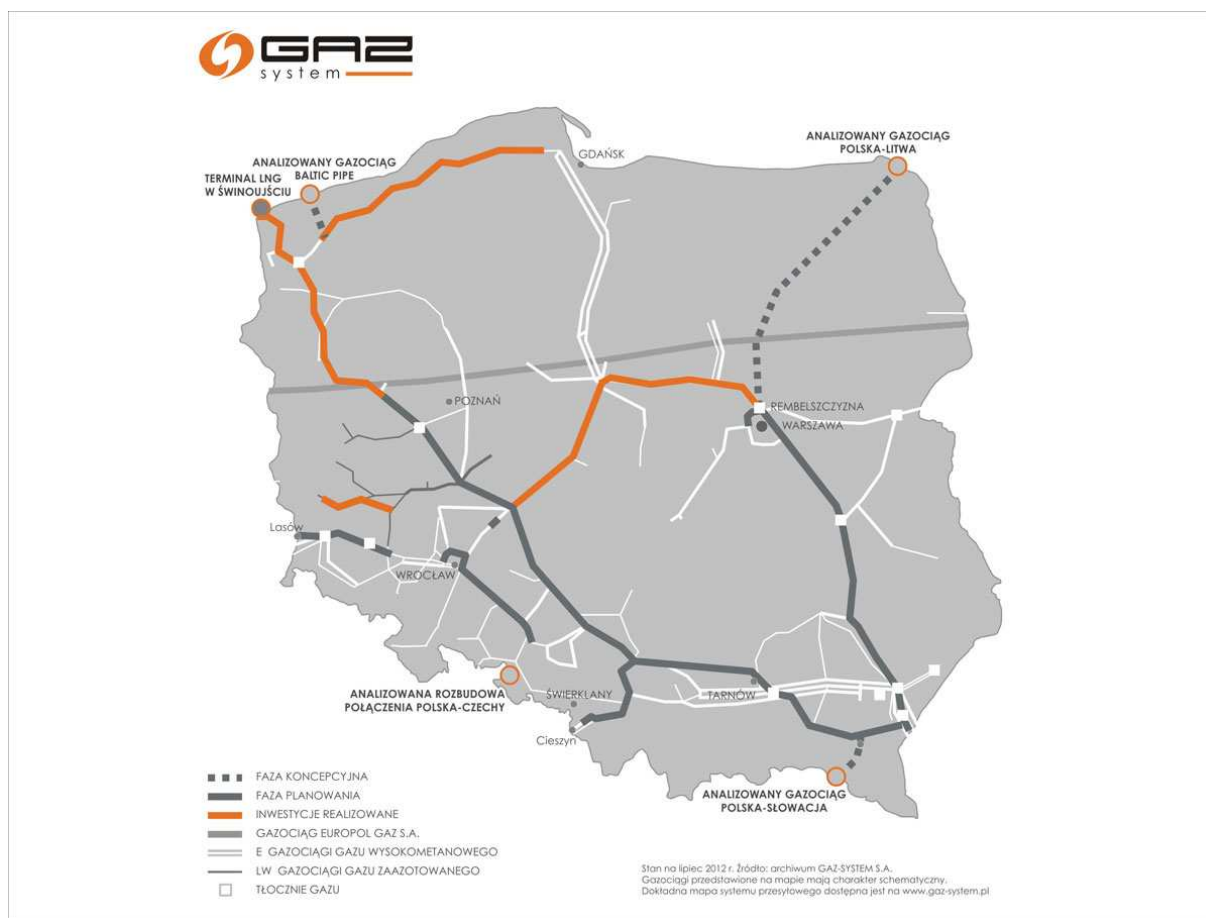 GAZ
system
ANALIZOWANY GAZOCIĄG
POLSKA-LITWA
GDAŃSK
ANALIZOWANY GAZOCIĄG
BALTIC PIPE
TERMINAL LNG
W ŚWINOUJŚCIU
POZNAŃ
REMBELSZCZYZNA
WARSZAWA
Lasów
WROCŁAW
ANALIZOWANA ROZBUDOWA
POŁĄCZENIA POLSKA-CZECHY
ŚWIERKLANY
TARNÓW
Cieszyn
ANALIZOWANY GAZOCIĄG
POLSKA-SŁOWACJA
FAZA KONCEPCYJNA
FAZA PLANOWANIA
INWESTYCJE REALIZOWANE
GAZOCIĄG EUROPOL GAZ S.A.
E GAZOCIĄGI GAZU WYSOKOMETANOWEGO
LW GAZOCIĄGI GAZU ZAAZOTOWANEGO
TŁOCZNIE GAZU
Stan na lipiec 2012 r. Źródło: archiwum GAZ-SYSTEM S.A.
Gazociągi przedstawione na mapie mają charakter schematyczny.
Dokładna mapa systemu przesyłowego dostępna jest na www.gaz-system.pl